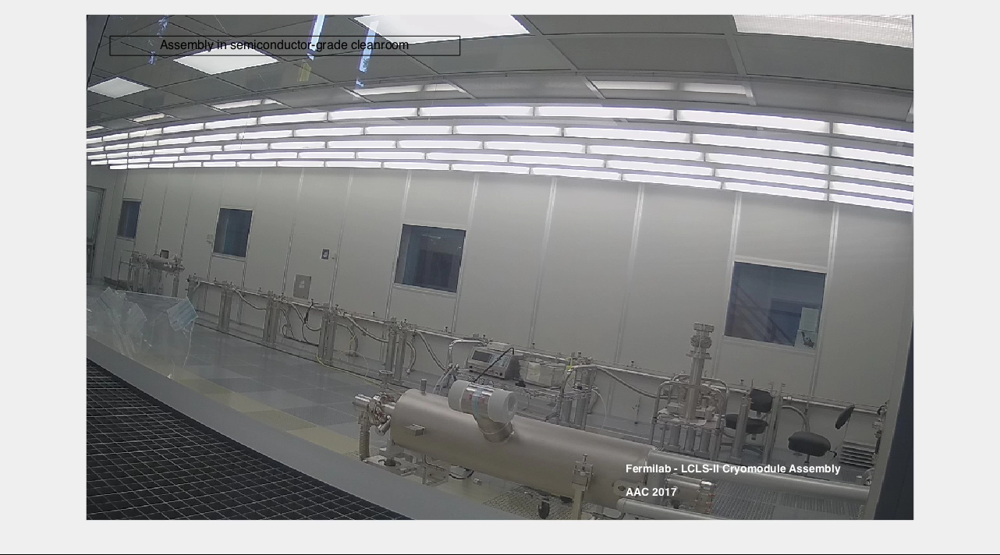 Assembly in semiconductor-grade cleanroom
Fermilab - LCLS-II Cryomodule Assembly
AAC 2017